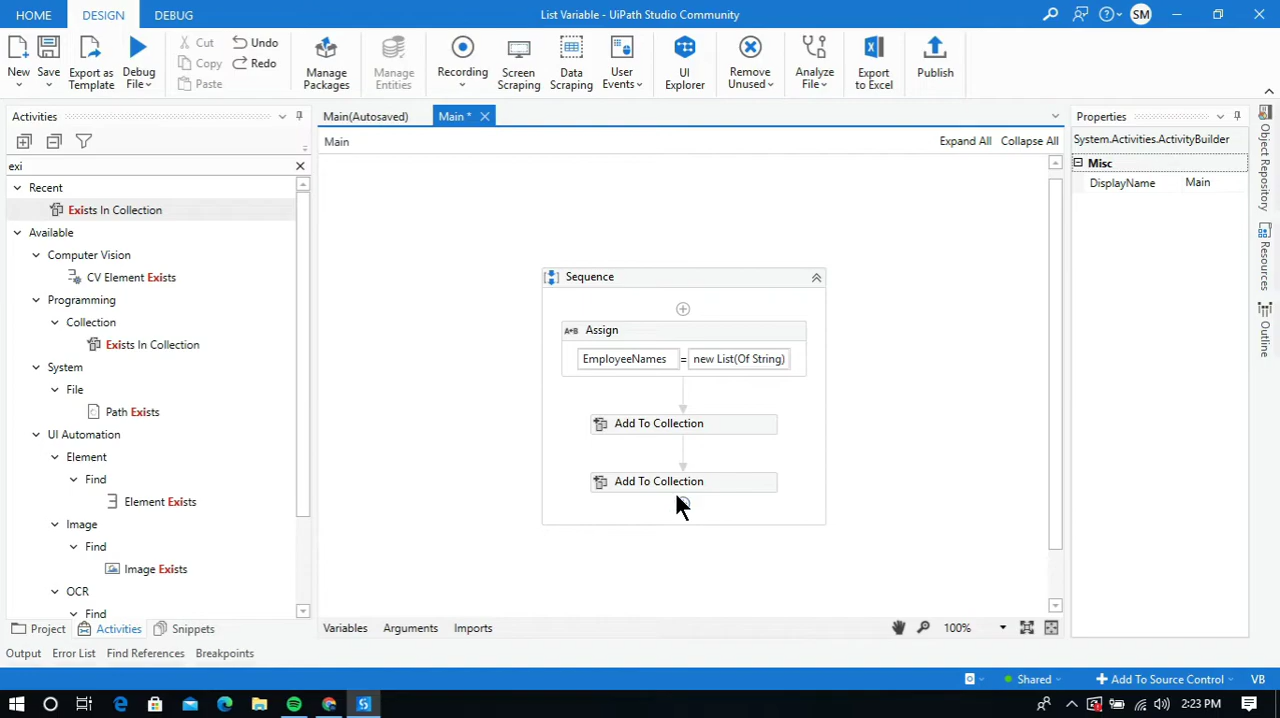 HOME DESIGN DEBUG List Variable - UiPath Studio Community SM
New Save Export as Template Debug File Cut Copy Paste Undo Redo Manage Packages Manage Entities Recording Screen Scraping Data Scraping User Events UI Explorer Remove Unused Analyze File Export to Excel Publish
Activities
exi
Recent
Exists In Collection
Available
Computer Vision
CV Element Exists
Programming
Collection
Exists In Collection
System
File
Path Exists
UI Automation
Element
Find
Element Exists
Image
Find
Image Exists
OCR
Find
Project Activities Snippets
Main(Autosaved) Main *
Main Expand All Collapse All
Sequence
Assign
EmployeeNames = new List(Of String)
Add To Collection
Add To Collection
Variables Arguments Imports 100%
Properties
System.Activities.ActivityBuilder
Misc
DisplayName Main
Object Repository
Resources
Outline
Output Error List Find References Breakpoints
Shared Add To Source Control VB
2:23 PM